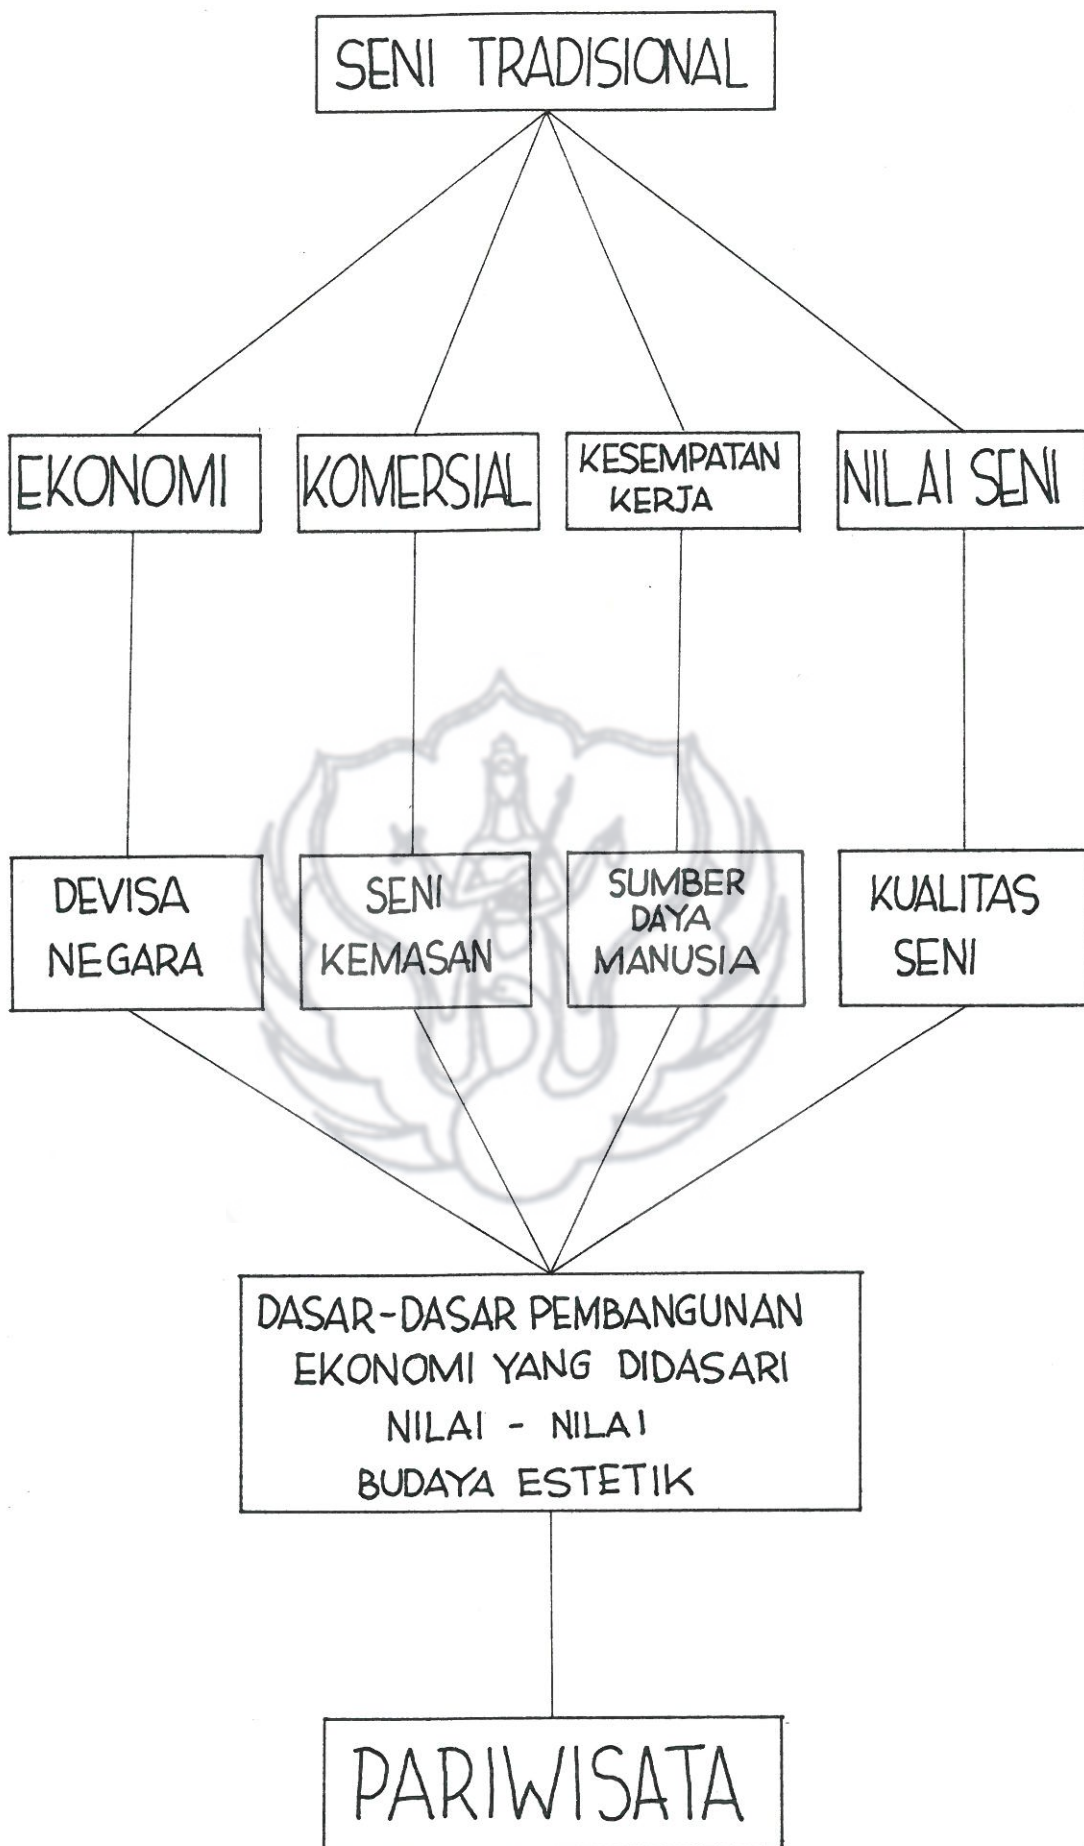 SENI TRADISIONAL
EKONOMI
KOMERSIAL
KESEMPATAN
KERJA
NILAI SENI
DEVISA
NEGARA
SENI
KEMASAN
SUMBER
DAYA
MANUSIA
KUALITAS
SENI
DASAR-DASAR PEMBANGUNAN
EKONOMI YANG DIDASARI
NILAI - NILAI
BUDAYA ESTETIK
PARIWISATA